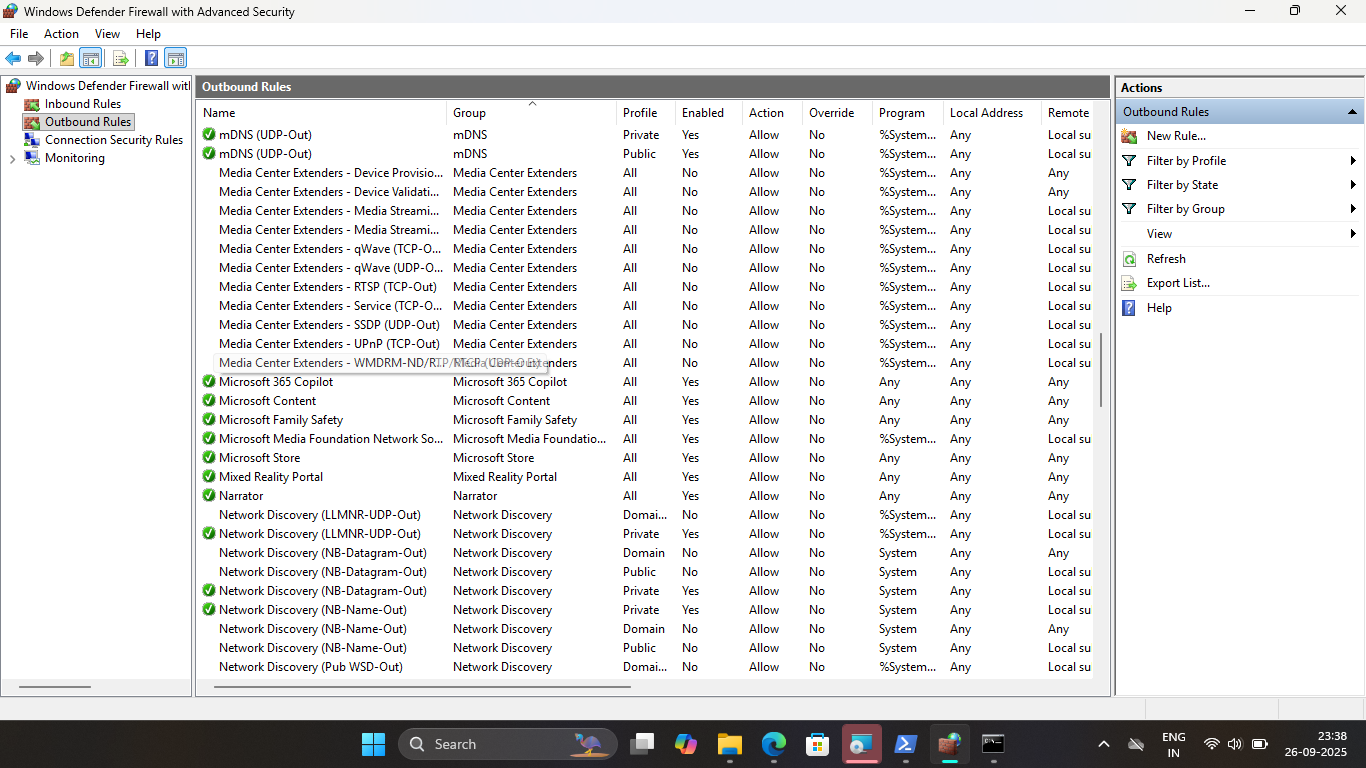 Windows Defender Firewall with Advanced Security
File Action View Help
Windows Defender Firewall with
Inbound Rules
Outbound Rules
Connection Security Rules
Monitoring
Outbound Rules
Name Group Profile Enabled Action Override Program Local Address Remote
mDNS (UDP-Out) mDNS Private Yes Allow No %System... Any Local su
mDNS (UDP-Out) mDNS Public Yes Allow No %System... Any Local su
Media Center Extenders - Device Provisio... Media Center Extenders All No Allow No %System... Any Any
Media Center Extenders - Device Validati... Media Center Extenders All No Allow No %System... Any Any
Media Center Extenders - Media Streami... Media Center Extenders All No Allow No %System... Any Local su
Media Center Extenders - Media Streami... Media Center Extenders All No Allow No %System... Any Local su
Media Center Extenders - qWave (TCP-O... Media Center Extenders All No Allow No %System... Any Local su
Media Center Extenders - qWave (UDP-O... Media Center Extenders All No Allow No %System... Any Local su
Media Center Extenders - RTSP (TCP-Out) Media Center Extenders All No Allow No %System... Any Local su
Media Center Extenders - Service (TCP-O... Media Center Extenders All No Allow No %System... Any Local su
Media Center Extenders - SSDP (UDP-Out) Media Center Extenders All No Allow No %System... Any Local su
Media Center Extenders - UPnP (TCP-Out) Media Center Extenders All No Allow No %System... Any Local su
Media Center Extenders - WMDRM-ND/RTP/RTCP (UDP-Out) Media Center Extenders All No Allow No %System... Any Local su
Microsoft 365 Copilot Microsoft 365 Copilot All Yes Allow No Any Any Any
Microsoft Content Microsoft Content All Yes Allow No Any Any Any
Microsoft Family Safety Microsoft Family Safety All Yes Allow No Any Any Any
Microsoft Media Foundation Network So... Microsoft Media Foundatio... All Yes Allow No %System... Any Local su
Microsoft Store Microsoft Store All Yes Allow No Any Any Any
Mixed Reality Portal Mixed Reality Portal All Yes Allow No Any Any Any
Narrator Narrator All Yes Allow No Any Any Any
Network Discovery (LLMNR-UDP-Out) Network Discovery Domai... No Allow No %System... Any Local su
Network Discovery (LLMNR-UDP-Out) Network Discovery Private Yes Allow No %System... Any Local su
Network Discovery (NB-Datagram-Out) Network Discovery Domain No Allow No System Any Any
Network Discovery (NB-Datagram-Out) Network Discovery Public No Allow No System Any Local su
Network Discovery (NB-Datagram-Out) Network Discovery Private Yes Allow No System Any Local su
Network Discovery (NB-Name-Out) Network Discovery Private Yes Allow No System Any Local su
Network Discovery (NB-Name-Out) Network Discovery Domain No Allow No System Any Any
Network Discovery (NB-Name-Out) Network Discovery Public No Allow No System Any Local su
Network Discovery (Pub WSD-Out) Network Discovery Domai... No Allow No %System... Any Local su
Actions
Outbound Rules
New Rule...
Filter by Profile
Filter by State
Filter by Group
View
Refresh
Export List...
Help
Search
ENG
IN
23:38
26-09-2025